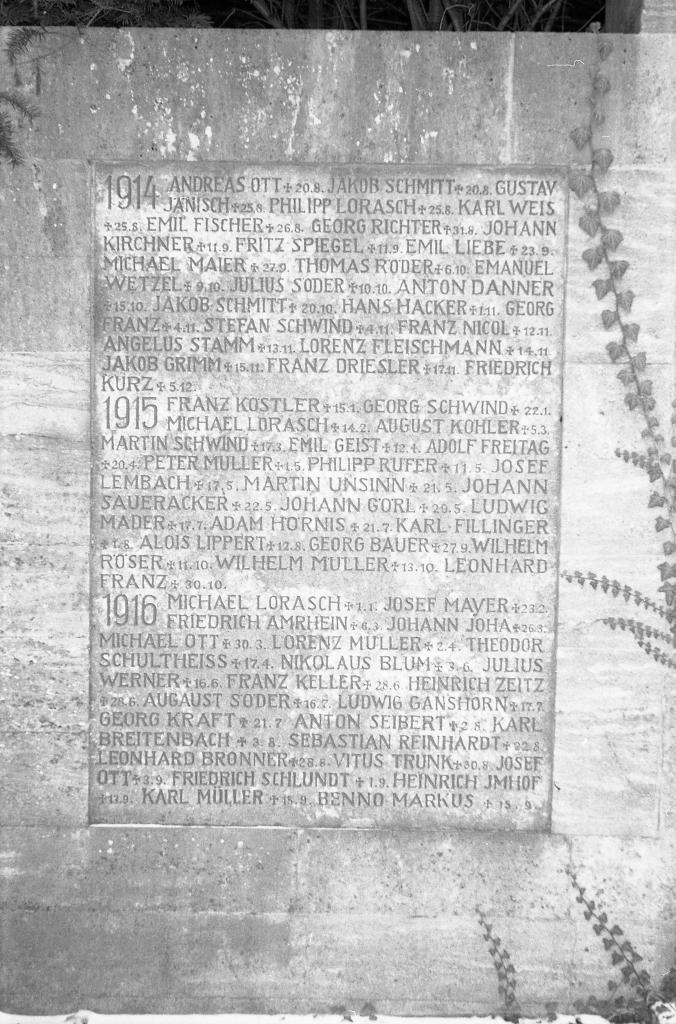 1914 ANDREAS OTT ✠ 20.8. JAKOB SCHMITT ✠ 20.8. GUSTAV
JÄNISCH ✠ 25.8. PHILIPP LORASCH ✠ 25.8. KARL WEIS
✠ 25.8. EMIL FISCHER ✠ 26.8. GEORG RICHTER ✠ 31.8. JOHANN
KIRCHNER ✠ 11.9. FRITZ SPIEGEL ✠ 11.9. EMIL LIEBE ✠ 23.9.
MICHAEL MAIER ✠ 27.9. THOMAS RÖDER ✠ 6.10. EMANUEL
WETZEL ✠ 9.10. JULIUS SÖDER ✠ 10.10. ANTON DANNER
✠ 15.10. JAKOB SCHMITT ✠ 20.10. HANS HACKER ✠ 1.11. GEORG
FRANZ ✠ 4.11. STEFAN SCHWIND ✠ 4.11. FRANZ NICOL ✠ 12.11.
ANGELUS STAMM ✠ 13.11. LORENZ FLEISCHMANN ✠ 14.11
JAKOB GRIMM ✠ 15.11. FRANZ DRIESLER ✠ 17.11. FRIEDRICH
KURZ ✠ 5.12.
1915 FRANZ KÖSTLER ✠ 15.1. GEORG SCHWIND ✠ 22.1.
MICHAEL LORASCH ✠ 14.2. AUGUST KÖHLER ✠ 5.3.
MARTIN SCHWIND ✠ 17.3. EMIL GEIST ✠ 12.4. ADOLF FREITAG
✠ 20.4. PETER MÜLLER ✠ 1.5. PHILIPP RUFER ✠ 11.5. JOSEF
LEMBACH ✠ 17.5. MARTIN UNSINN ✠ 21.5. JOHANN
SAUERACKER ✠ 22.5. JOHANN GÖRL ✠ 29.5. LUDWIG
MADER ✠ 17.7. ADAM HORNIS ✠ 21.7. KARL FILLINGER
✠ 1.8. ALOIS LIPPERT ✠ 12.8. GEORG BAUER ✠ 27.9. WILHELM
RÖSER ✠ 11.10. WILHELM MÜLLER ✠ 13.10. LEONHARD
FRANZ ✠ 30.10.
1916 MICHAEL LORASCH ✠ 1.1. JOSEF MAYER ✠ 23.2.
FRIEDRICH AMRHEIN ✠ 6.3. JOHANN JOHA ✠ 26.3.
MICHAEL OTT ✠ 30.3. LORENZ MÜLLER ✠ 2.4. THEODOR
SCHULTHEISS ✠ 17.4. NIKOLAUS BLUM ✠ 3.6. JULIUS
WERNER ✠ 16.6. FRANZ KELLER ✠ 28.6. HEINRICH ZEITZ
✠ 28.6. AUGAUST SÖDER ✠ 16.7. LUDWIG GANSHORN ✠ 17.7.
GEORG KRAFT ✠ 21.7 ANTON SEIBERT ✠ 2.8. KARL
BREITENBACH ✠ 3.8. SEBASTIAN REINHARDT ✠ 22.8.
LEONHARD BRÖNNER ✠ 28.8. VITUS TRUNK ✠ 30.8. JOSEF
OTT ✠ 3.9. FRIEDRICH SCHLUNDT ✠ 1.9. HEINRICH JMHOF
✠ 13.9. KARL MÜLLER ✠ 15.9. BENNO MARKUS ✠ 15.9.